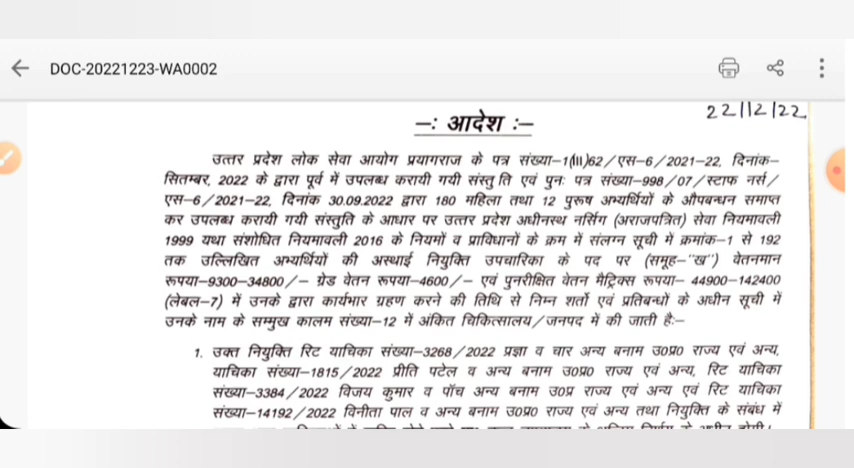 DOC-20221223-WA0002
22/12/22
—: आदेश :—
उत्तर प्रदेश लोक सेवा आयोग प्रयागराज के पत्र संख्या–1(III)62/एस–6/2021–22, दिनांक–
सितम्बर, 2022 के द्वारा पूर्व में उपलब्ध करायी गयी संस्तुति एवं पुनः पत्र संख्या–998/07/स्टाफ नर्स/
एस–6/2021–22, दिनांक 30.09.2022 द्वारा 180 महिला तथा 12 पुरूष अभ्यर्थियों के औपबन्धन समाप्त
कर उपलब्ध करायी गयी संस्तुति के आधार पर उत्तर प्रदेश अधीनस्थ नर्सिंग (अराजपत्रित) सेवा नियमावली
1999 यथा संशोधित नियमावली 2016 के नियमों व प्राविधानों के क्रम में संलग्न सूची में क्रमांक–1 से 192
तक उल्लिखित अभ्यर्थियों की अस्थाई नियुक्ति उपचारिका के पद पर (समूह–"ख") वेतनमान
रूपया–9300–34800/– ग्रेड वेतन रूपया–4600/– एवं पुनरीक्षित वेतन मैट्रिक्स रूपया– 44900–142400
(लेबल–7) में उनके द्वारा कार्यभार ग्रहण करने की तिथि से निम्न शर्तो एवं प्रतिबन्धों के अधीन सूची में
उनके नाम के सम्मुख कालम संख्या–12 में अंकित चिकित्सालय/जनपद में की जाती है:–
1. उक्त नियुक्ति रिट याचिका संख्या–3268/2022 प्रज्ञा व चार अन्य बनाम उ0प्र0 राज्य एवं अन्य,
याचिका संख्या–1815/2022 प्रीति पटेल व अन्य बनाम उ0प्र0 राज्य एवं अन्य, रिट याचिका
संख्या–3384/2022 विजय कुमार व पॉच अन्य बनाम उ0प्र राज्य एवं अन्य एवं रिट याचिका
संख्या–14192/2022 विनीता पाल व अन्य बनाम उ0प्र0 राज्य एवं अन्य तथा नियुक्ति के संबंध में